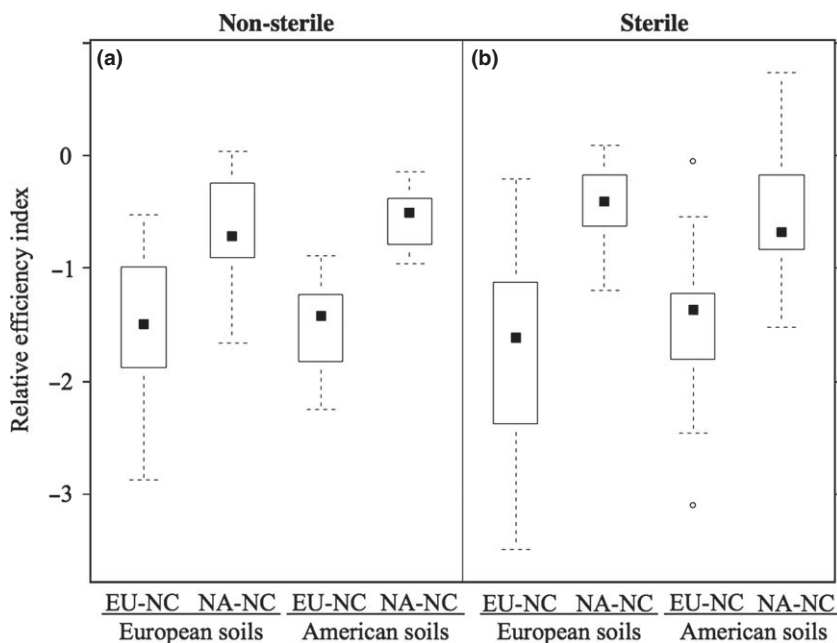 Non-sterile Sterile
(a) (b)
Relative efficiency index
0
−1
−2
−3
EU-NC NA-NC EU-NC NA-NC EU-NC NA-NC EU-NC NA-NC
European soils American soils European soils American soils